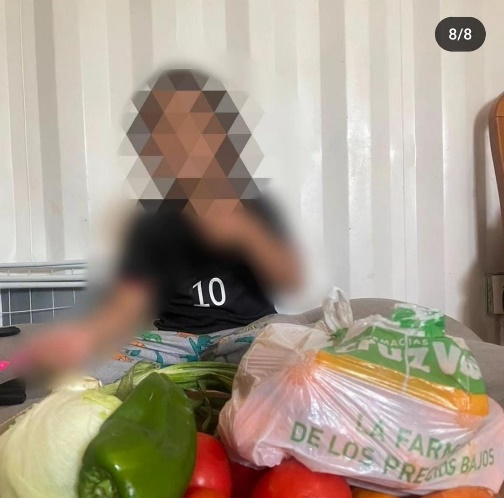 8/8
10
LA FARM
DE LOS PRECIOS BAJOS